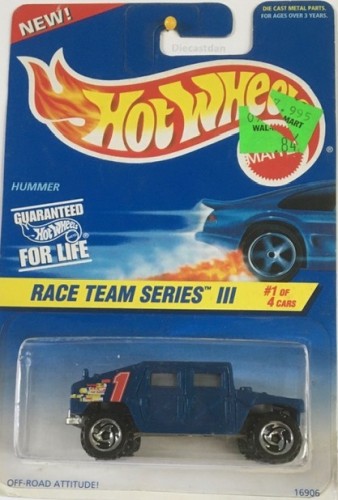 NEW!
DIE CAST METAL PARTS.
FOR AGES OVER 3 YEARS.
Diecastdan
Hot Wheels
WAL MART
84
MATTEL
HUMMER
GUARANTEED
Hot Wheels
FOR LIFE
RACE TEAM SERIES™ III
#1 OF
4 CARS
1
OFF-ROAD ATTITUDE!
16906